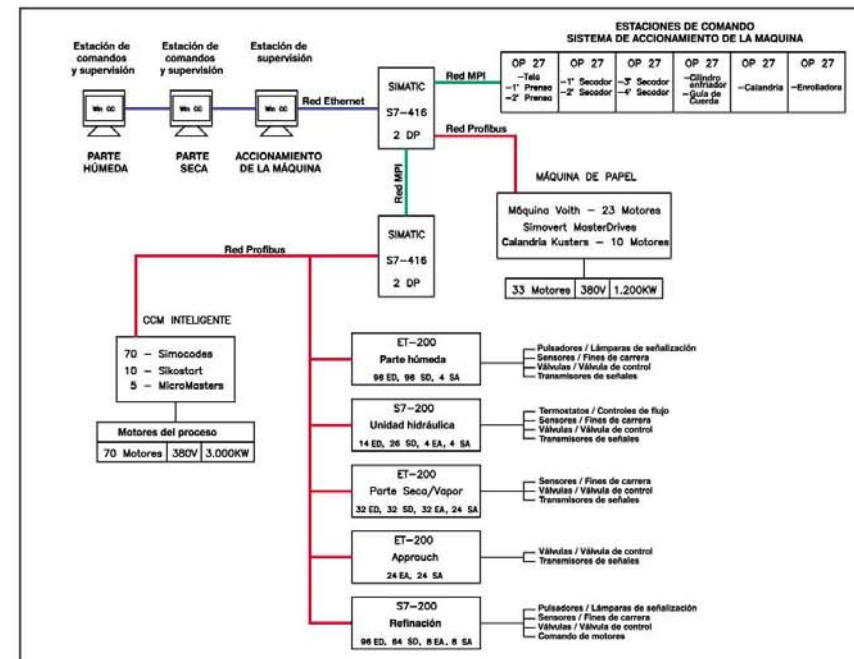 ESTACIONES DE COMANDO
SISTEMA DE ACCIONAMIENTO DE LA MAQUINA
Estación de
comandos
y supervisión
Estación de
comandos
y supervisión
Estación de
supervisión
Win CC
Win CC
Win CC
PARTE
HÚMEDA
PARTE
SECA
ACCIONAMIENTO
DE LA MÁQUINA
Red Ethernet
SIMATIC
S7-416
2 DP
Red MPI
OP 27
-Tela
-1° Prensa
-2° Prensa
OP 27
-1° Secador
-2° Secador
OP 27
-3° Secador
-4° Secador
OP 27
-Cilindro
enfriador
-Guía de
Cuerda
OP 27
-Calandria
OP 27
-Enrolladora
Red Profibus
MÁQUINA DE PAPEL
Máquina Voith - 23 Motores
Simovert MasterDrives
Calandria Kusters - 10 Motores
33 Motores 380V 1.200KW
Red MPI
SIMATIC
S7-416
2 DP
Red Profibus
CCM INTELIGENTE
70 - Simocodes
10 - Sikostart
5 - MicroMasters
Motores del proceso
70 Motores 380V 3.000KW
ET-200
Parte húmeda
96 ED, 96 SD, 4 SA
Pulsadores / Lámparas de señalización
Sensores / Fines de carrera
Válvulas / Válvula de control
Transmisores de señales
S7-200
Unidad hidráulica
14 ED, 26 SD, 4 EA, 4 SA
Termostatos / Controles de flujo
Sensores / Fines de carrera
Válvulas / Válvula de control
Transmisores de señales
ET-200
Parte Seca/Vapor
32 ED, 32 SD, 32 EA, 24 SA
Sensores / Fines de carrera
Válvulas / Válvula de control
Transmisores de señales
ET-200
Approuch
24 EA, 24 SA
Válvulas / Válvula de control
Transmisores de señales
S7-200
Refinación
96 ED, 64 SD, 8 EA, 8 SA
Pulsadores / Lámparas de señalización
Sensores / Fines de carrera
Válvulas / Válvula de control
Comando de motores